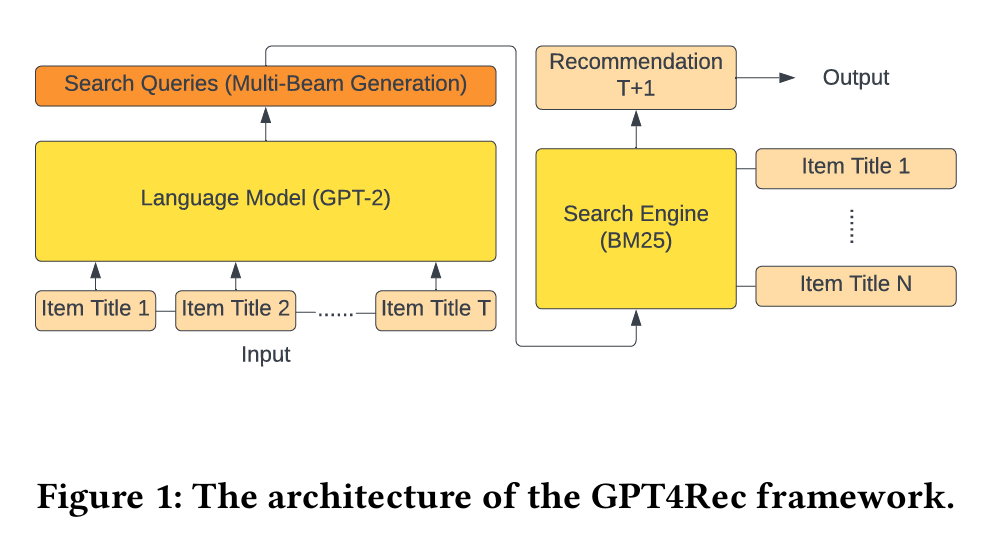 Search Queries (Multi-Beam Generation)
Language Model (GPT-2)
Item Title 1
Item Title 2
......
Item Title T
Input
Recommendation
T+1
Output
Search Engine
(BM25)
Item Title 1
......
Item Title N
Figure 1: The architecture of the GPT4Rec framework.